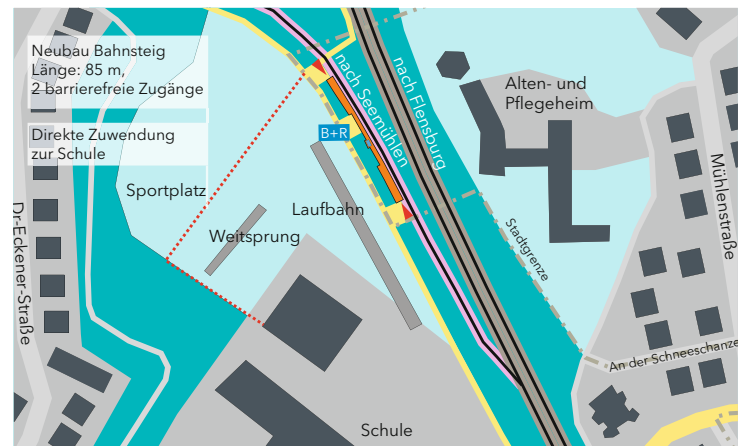 Neubau Bahnsteig
Länge: 85 m,
2 barrierefreie Zugänge
Direkte Zuwendung
zur Schule
Sportplatz
Dr-Eckener-Straße
Weitsprung
Laufbahn
B+R
nach Seemühlen
nach Flensburg
Alten- und
Pflegeheim
Stadtgrenze
Mühlenstraße
An der Schneeschanze
Schule